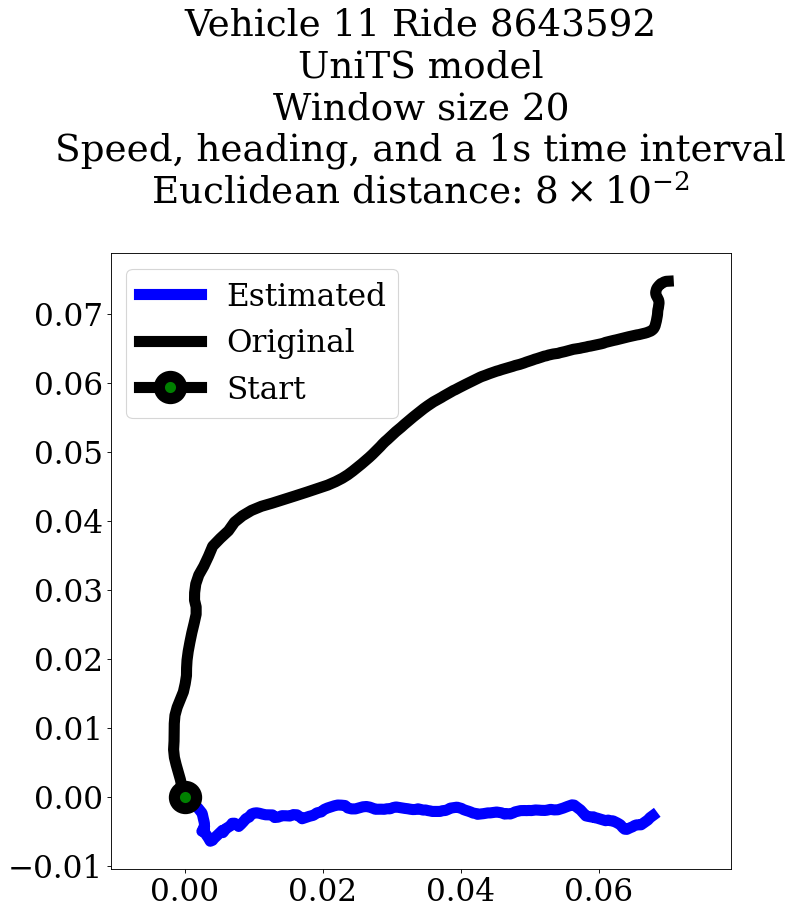 Vehicle 11 Ride 8643592
UniTS model
Window size 20
Speed, heading, and a 1s time interval
Euclidean distance: 8 × 10⁻²
Estimated
Original
Start
0.07
0.06
0.05
0.04
0.03
0.02
0.01
0.00
−0.01
0.00 0.02 0.04 0.06